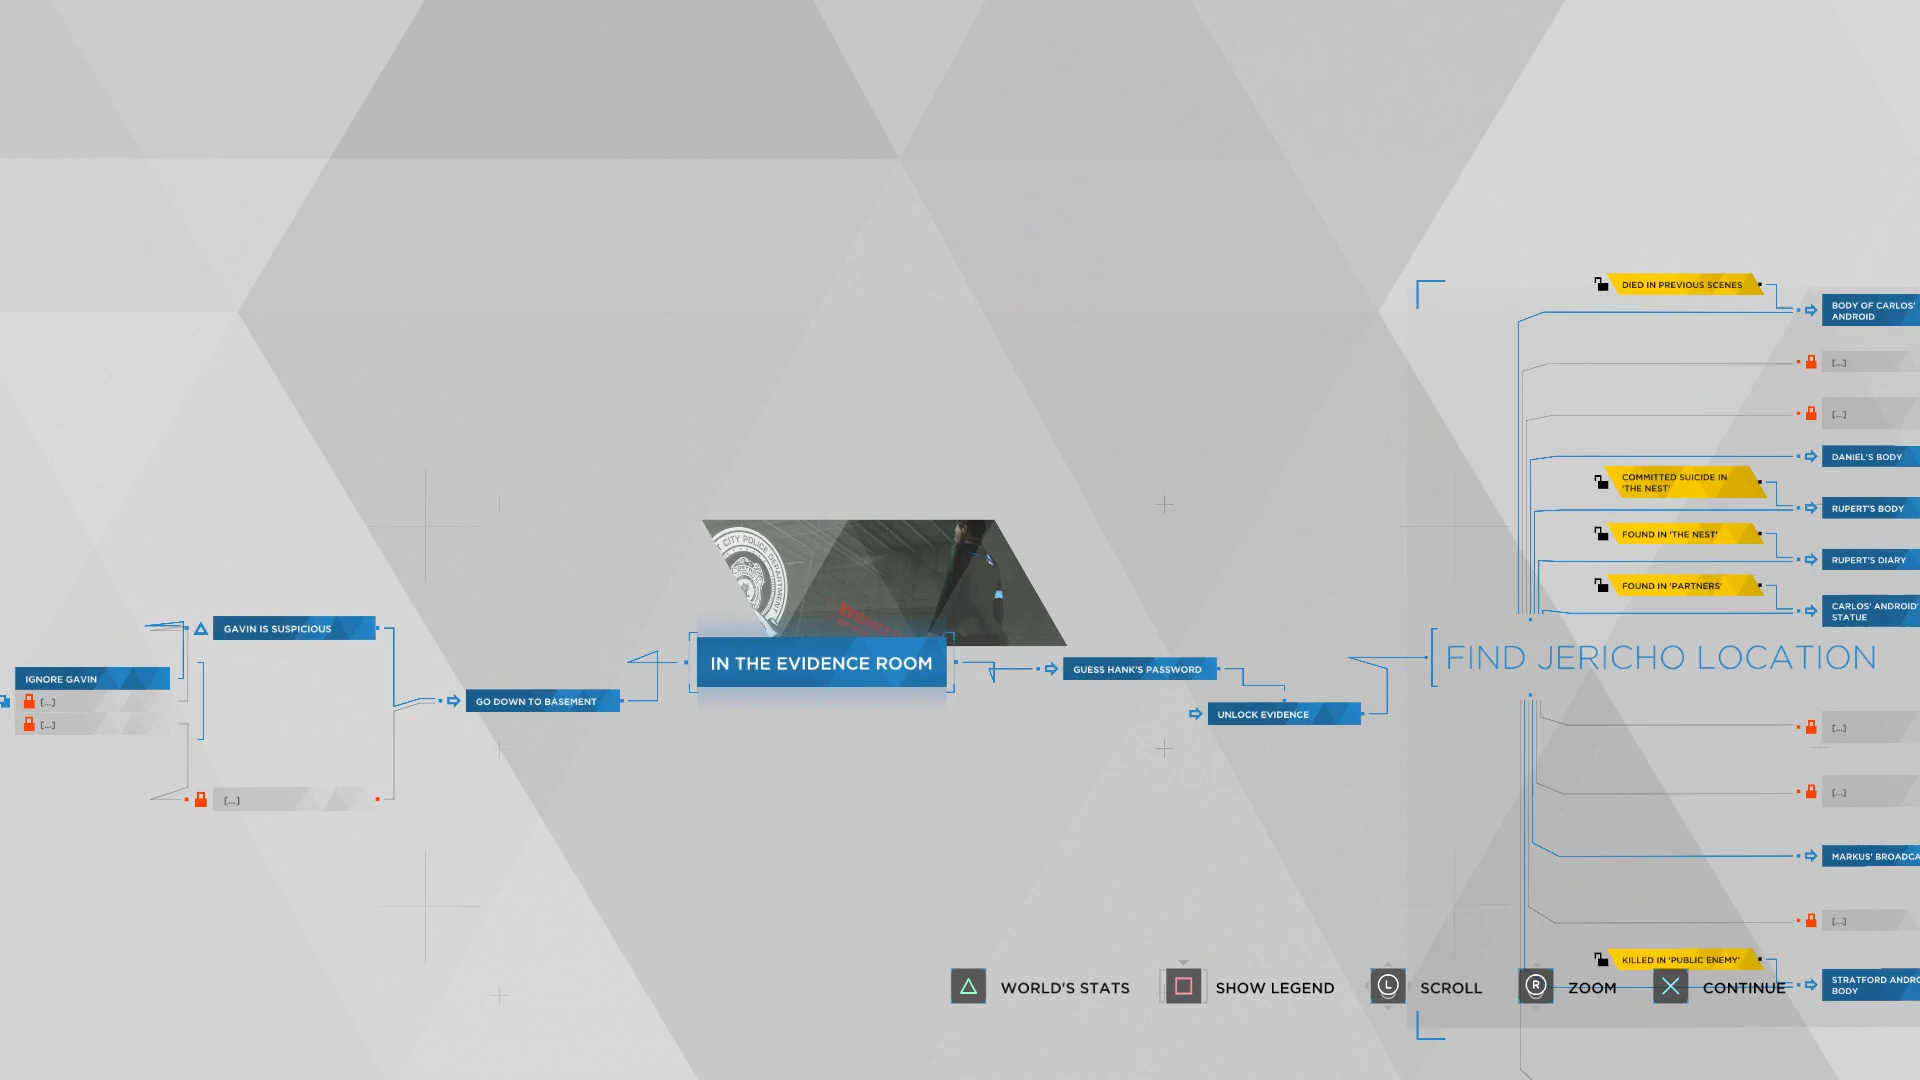 DIED IN PREVIOUS SCENES
BODY OF CARLOS'
ANDROID
[...]
[...]
DANIEL'S BODY
COMMITTED SUICIDE IN
'THE NEST'
RUPERT'S BODY
FOUND IN 'THE NEST'
RUPERT'S DIARY
FOUND IN 'PARTNERS'
CARLOS' ANDROID'
STATUE
CITY POLICE DEPARTMENT
GAVIN IS SUSPICIOUS
IGNORE GAVIN
[...]
[...]
[...]
GO DOWN TO BASEMENT
IN THE EVIDENCE ROOM
GUESS HANK'S PASSWORD
UNLOCK EVIDENCE
FIND JERICHO LOCATION
[...]
[...]
MARKUS' BROADCA
[...]
KILLED IN 'PUBLIC ENEMY'
STRATFORD ANDRO
BODY
WORLD'S STATS
SHOW LEGEND
L
SCROLL
R
ZOOM
CONTINUE